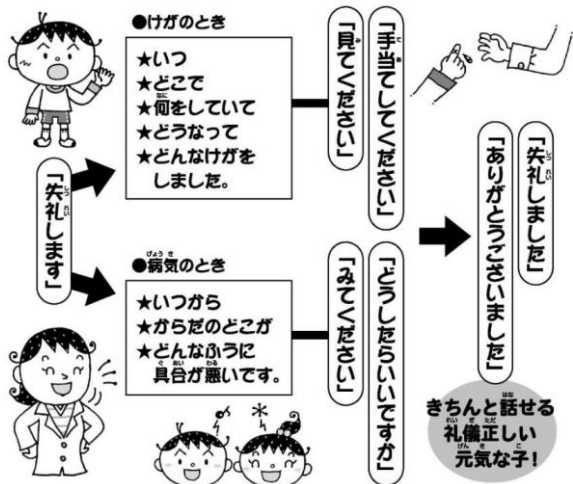 「失礼します」
●けがのとき
★いつ
★どこで
★何をしていて
★どうなって
★どんなけがを
しました。
「見てください」
「手当てしてください」
●病気のとき
★いつから
★からだのどこが
★どんなふうに
具合が悪いです。
「みてください」
「どうしたらいいですか」
「失礼しました」
「ありがとうございました」
きちんと話せる
礼儀正しい
元気な子!